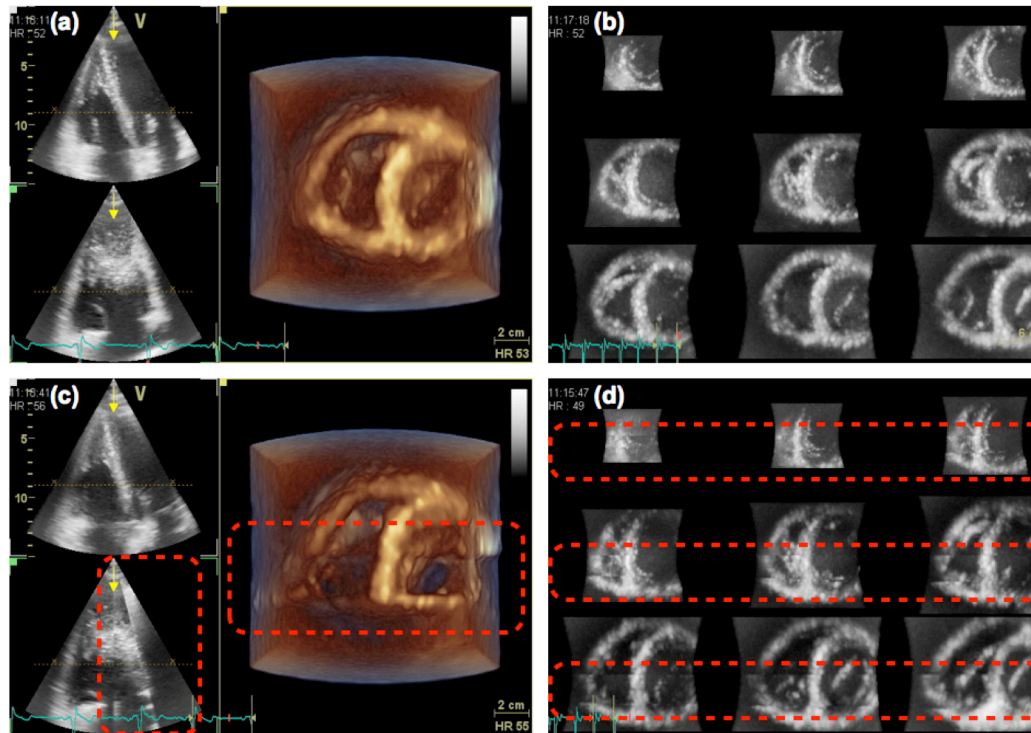 11:18:11
HR : 52
(a)
V
5
10
2 cm
HR 53
11:17:18
HR : 52
(b)
11:16:41
HR : 56
(c)
V
5
10
2 cm
HR 55
11:15:47
HR : 49
(d)